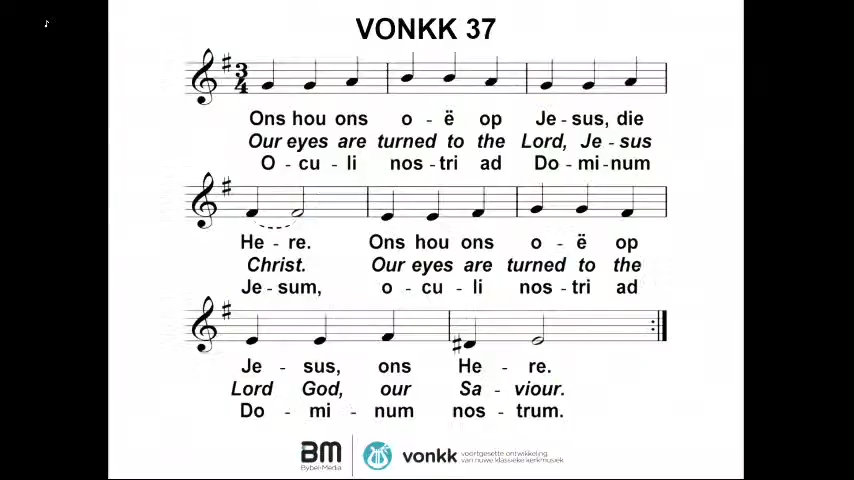 VONKK 37
3
4
Ons hou ons o - ë op Je - sus, die
Our eyes are turned to the Lord, Je - sus
O - cu - li nos - tri ad Do - mi - num
He - re. Ons hou ons o - ë op
Christ. Our eyes are turned to the
Je - sum, o - cu - li nos - tri ad
Je - sus, ons He - re.
Lord God, our Sa - viour.
Do - mi - num nos - trum.
BM
Bybel-Media
vonkk
voortgesette ontwikkeling
van nuwe klassieke kerkmusiek